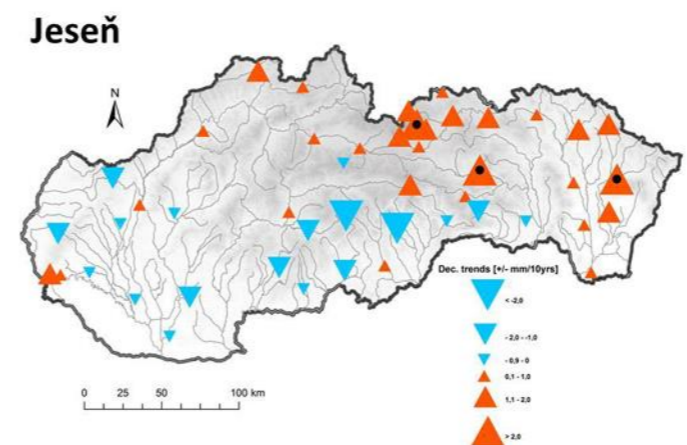 Jeseň
N
Dec. trends [+/- mm/10yrs]
< -2,0
- 2,0 - -1,0
- 0,9 - 0
0,1 - 1,0
1,1 - 2,0
> 2,0
0 25 50 100 km